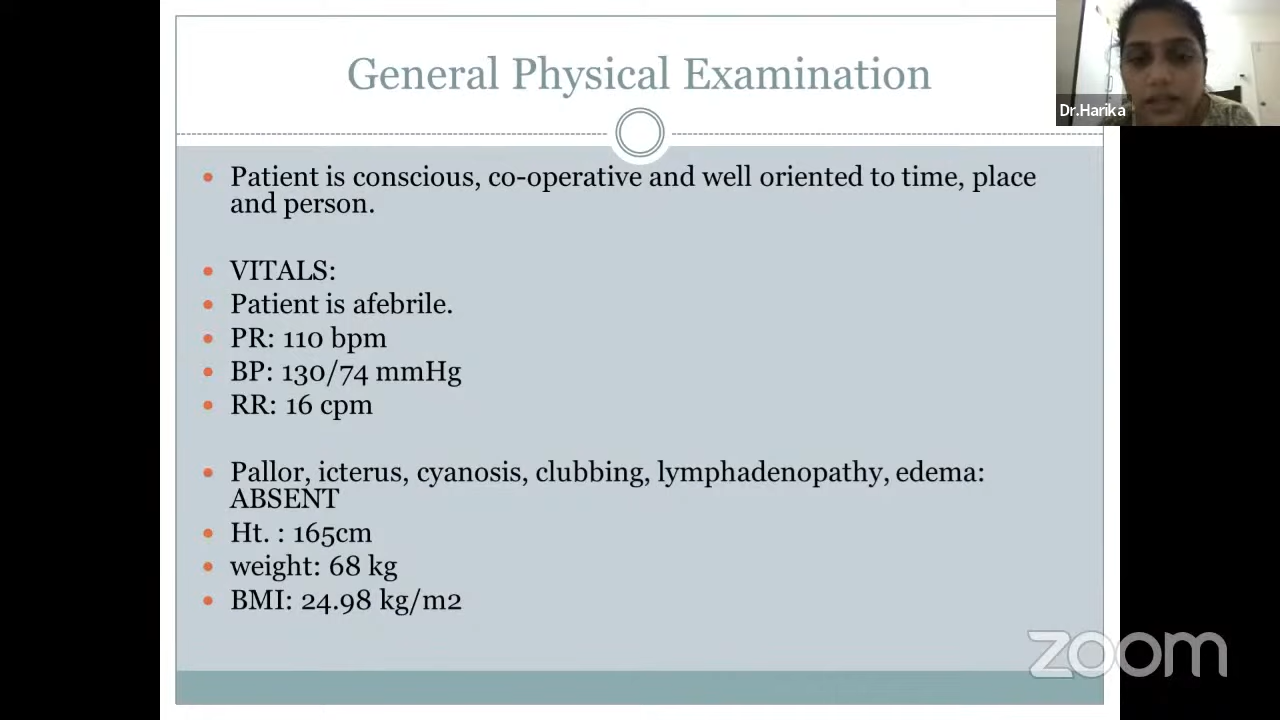 General Physical Examination
Dr.Harika
Patient is conscious, co-operative and well oriented to time, place
and person.
VITALS:
Patient is afebrile.
PR: 110 bpm
BP: 130/74 mmHg
RR: 16 cpm
Pallor, icterus, cyanosis, clubbing, lymphadenopathy, edema:
ABSENT
Ht. : 165cm
weight: 68 kg
BMI: 24.98 kg/m2
zoom